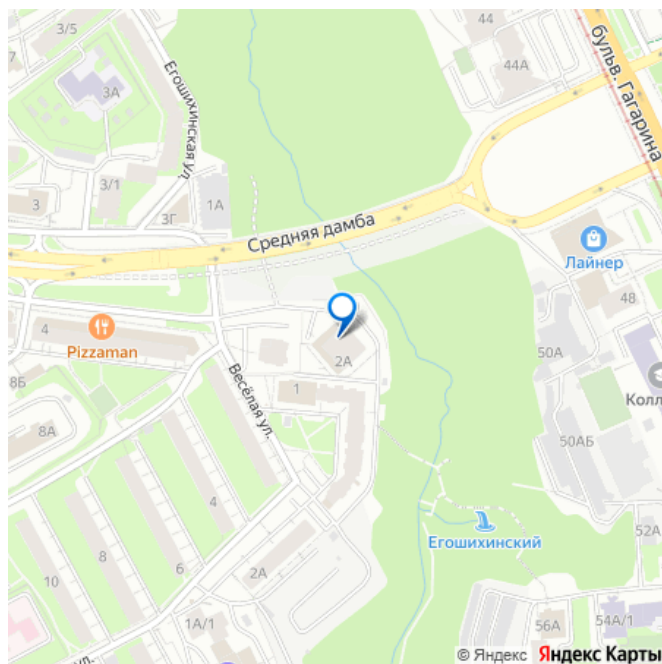 3/5
44
7
44А
3А
бульв. Гагарина
Егошихинская ул.
3/1
3
3Г
1А
Средняя дамба
Лайнер
48
4
Pizzaman
2А
50А
8Б
1
Весёлая ул.
Колл
8А
50АБ
4
8
6
10
Егошихинский
52А
2А
56А
54А/1
1А/1
ул.
© Яндекс Яндекс Карты